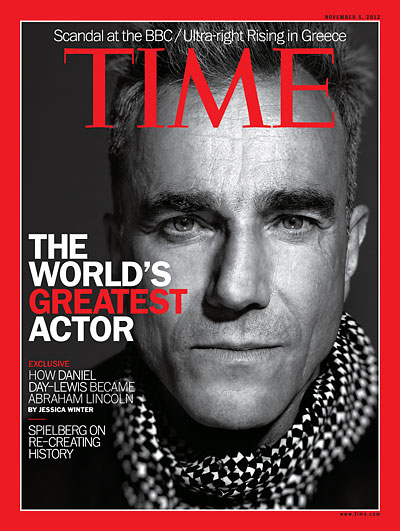 NOVEMBER 5, 2012
Scandal at the BBC/Ultra-right Rising in Greece
TIME
THE
WORLD'S
GREATEST
ACTOR
EXCLUSIVE
HOW DANIEL
DAY-LEWIS BECAME
ABRAHAM LINCOLN
BY JESSICA WINTER
SPIELBERG ON
RE-CREATING
HISTORY
www.time.com